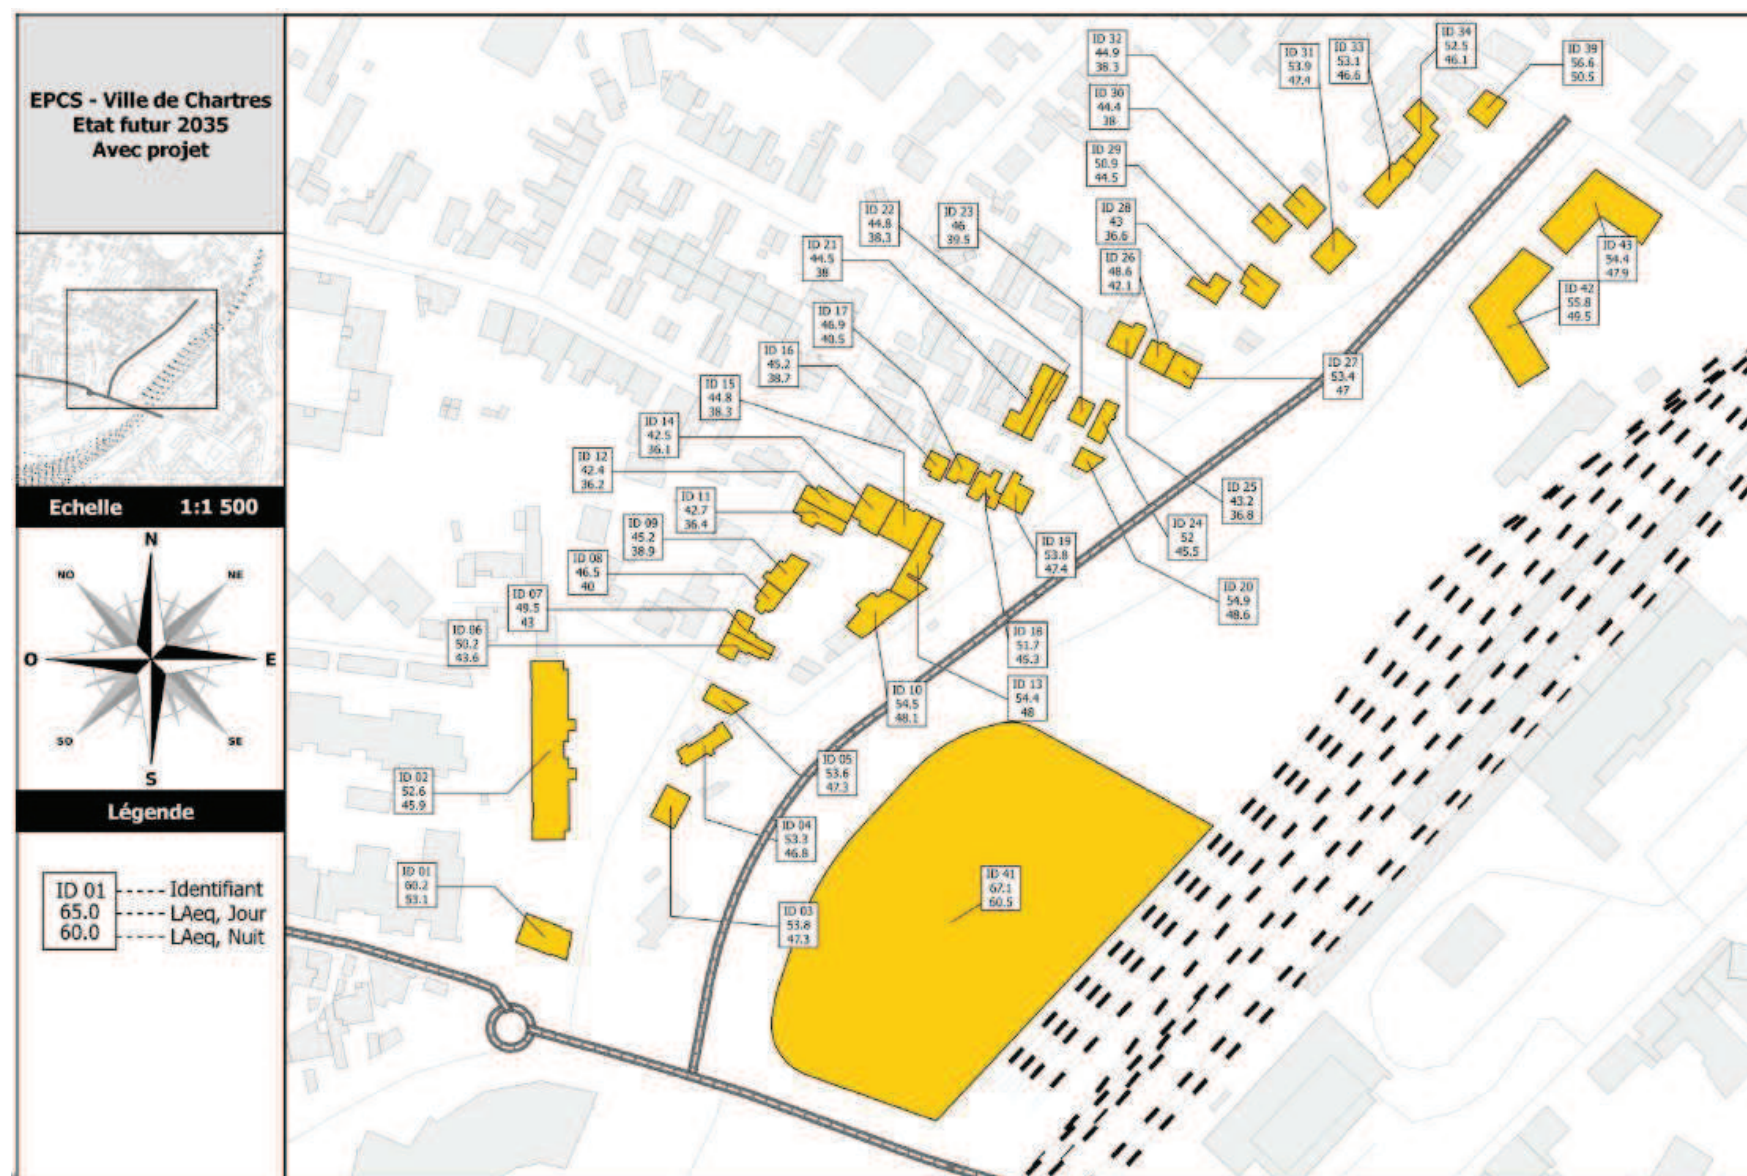 EPCS - Ville de Chartres
Etat futur 2035
Avec projet
Echelle 1:1 500
N
NO
NE
O
E
SO
SE
S
Légende
ID 01 ----- Identifiant
65.0 ----- LAeq, Jour
60.0 ----- LAeq, Nuit
ID 32
44.9
38.3
ID 30
44.4
38
ID 29
50.9
44.5
ID 28
43
36.6
ID 26
48.6
42.1
ID 31
53.9
47.4
ID 33
53.1
46.6
ID 34
52.5
46.1
ID 39
56.6
50.5
ID 43
54.4
47.9
ID 42
55.8
49.5
ID 27
53.4
47
ID 22
44.8
38.3
ID 23
46
39.5
ID 21
44.5
38
ID 17
46.9
40.5
ID 16
45.2
38.7
ID 15
44.8
38.3
ID 14
42.5
36.1
ID 12
42.4
36.2
ID 11
42.7
36.4
ID 09
45.2
38.9
ID 08
46.5
40
ID 07
49.5
43
ID 06
50.2
43.6
ID 25
43.2
36.8
ID 24
52
45.5
ID 19
53.8
47.4
ID 20
54.9
48.6
ID 18
51.7
45.3
ID 13
54.4
48
ID 10
54.5
48.1
ID 05
53.6
47.3
ID 02
52.6
45.9
ID 04
53.3
46.8
ID 01
60.2
53.1
ID 03
53.8
47.3
ID 41
67.1
60.5